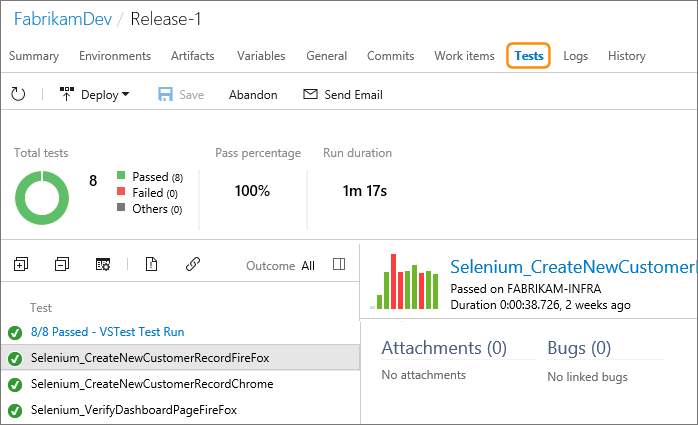 FabrikamDev / Release-1
Summary Environments Artifacts Variables General Commits Work items Tests Logs History
Deploy Save Abandon Send Email
Total tests
8
Passed (8)
Failed (0)
Others (0)
Pass percentage
100%
Run duration
1m 17s
Outcome All
Test
8/8 Passed - VSTest Test Run
Selenium_CreateNewCustomerRecordFireFox
Selenium_CreateNewCustomerRecordChrome
Selenium_VerifyDashboardPageFireFox
Selenium_CreateNewCustomer
Passed on FABRIKAM-INFRA
Duration 0:00:38.726, 2 weeks ago
Attachments (0)
No attachments
Bugs (0)
No linked bugs